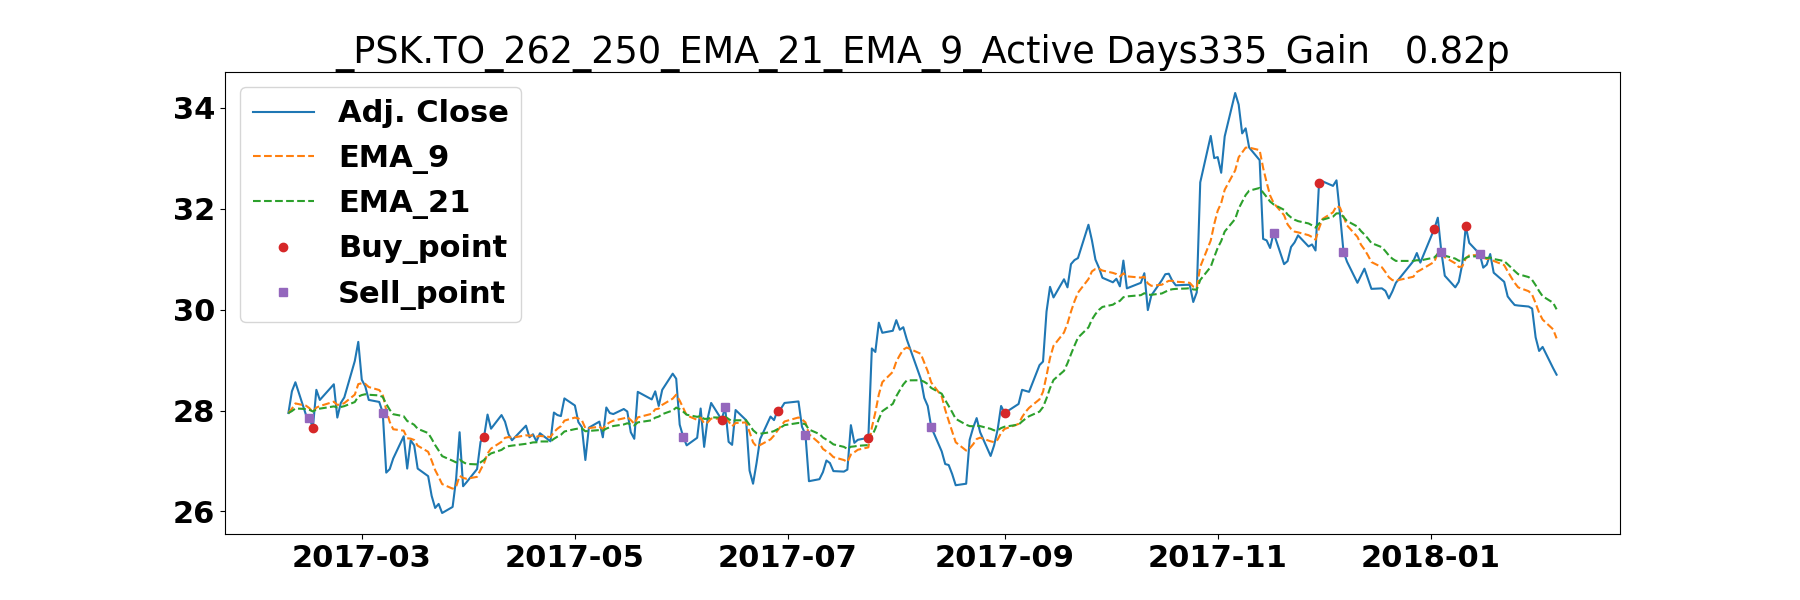 _PSK.TO_262_250_EMA_21_EMA_9_Active Days335_Gain   0.82p
34
32
30
28
26
Adj. Close
EMA_9
EMA_21
Buy_point
Sell_point
2017-03
2017-05
2017-07
2017-09
2017-11
2018-01